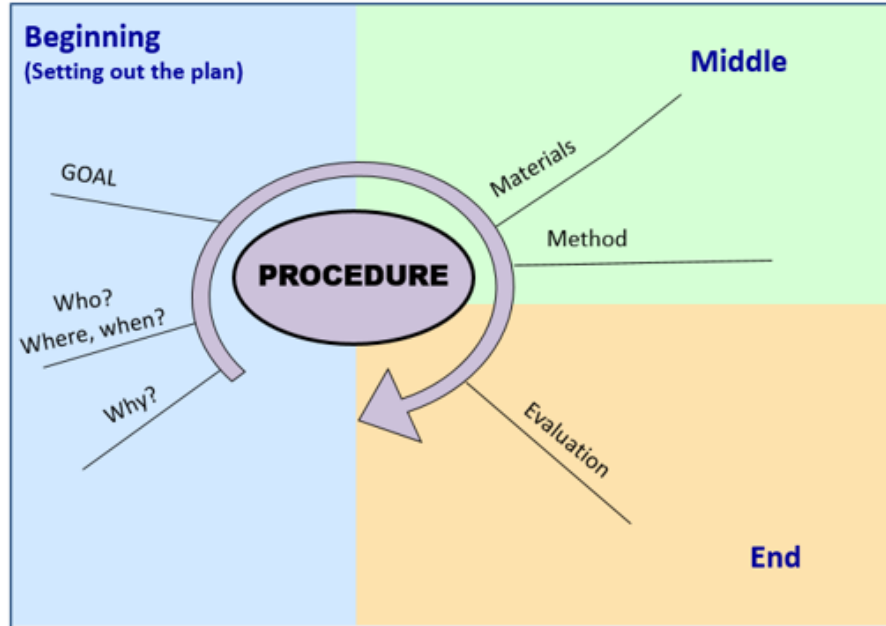 Beginning
(Setting out the plan)
GOAL
Who?
Where, when?
Why?
PROCEDURE
Middle
Materials
Method
Evaluation
End